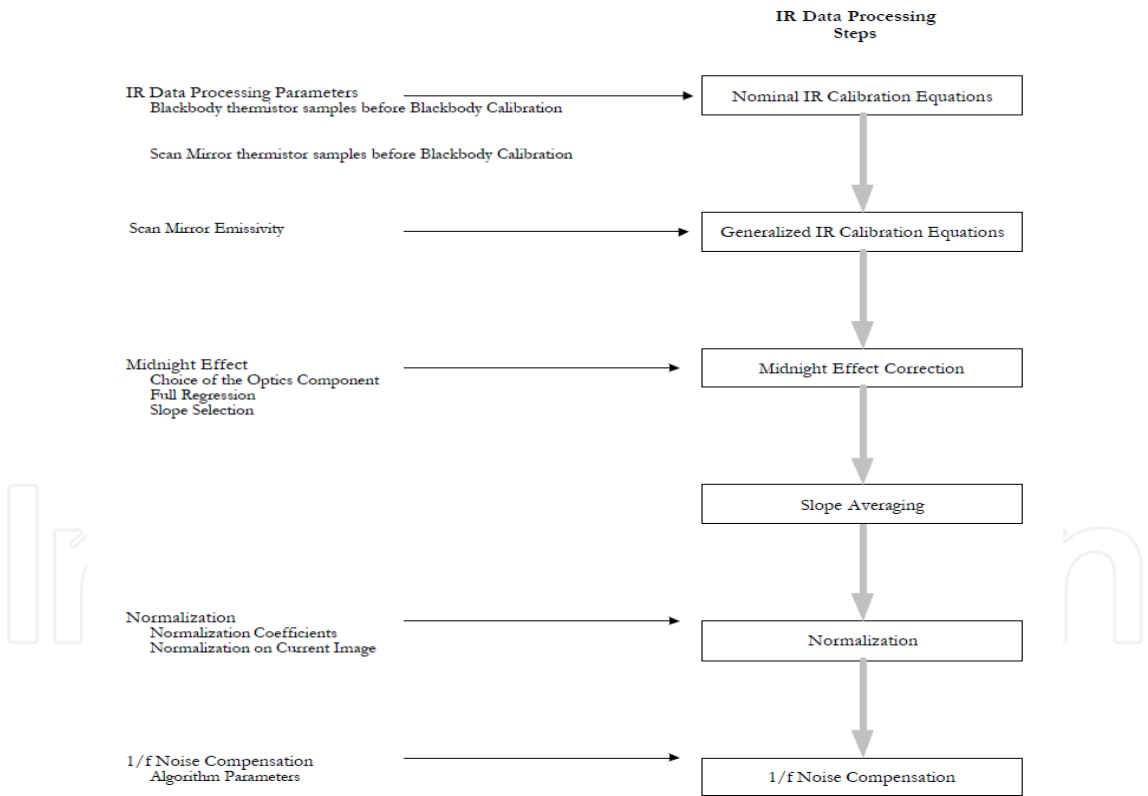 IR Data Processing
Steps
IR Data Processing Parameters
Blackbody thermistor samples before Blackbody Calibration
Nominal IR Calibration Equations
Scan Mirror thermistor samples before Blackbody Calibration
Scan Mirror Emissivity
Generalized IR Calibration Equations
Midnight Effect
Choice of the Optics Component
Full Regression
Slope Selection
Midnight Effect Correction
Slope Averaging
Normalization
Normalization Coefficients
Normalization on Current Image
Normalization
1/f Noise Compensation
Algorithm Parameters
1/f Noise Compensation